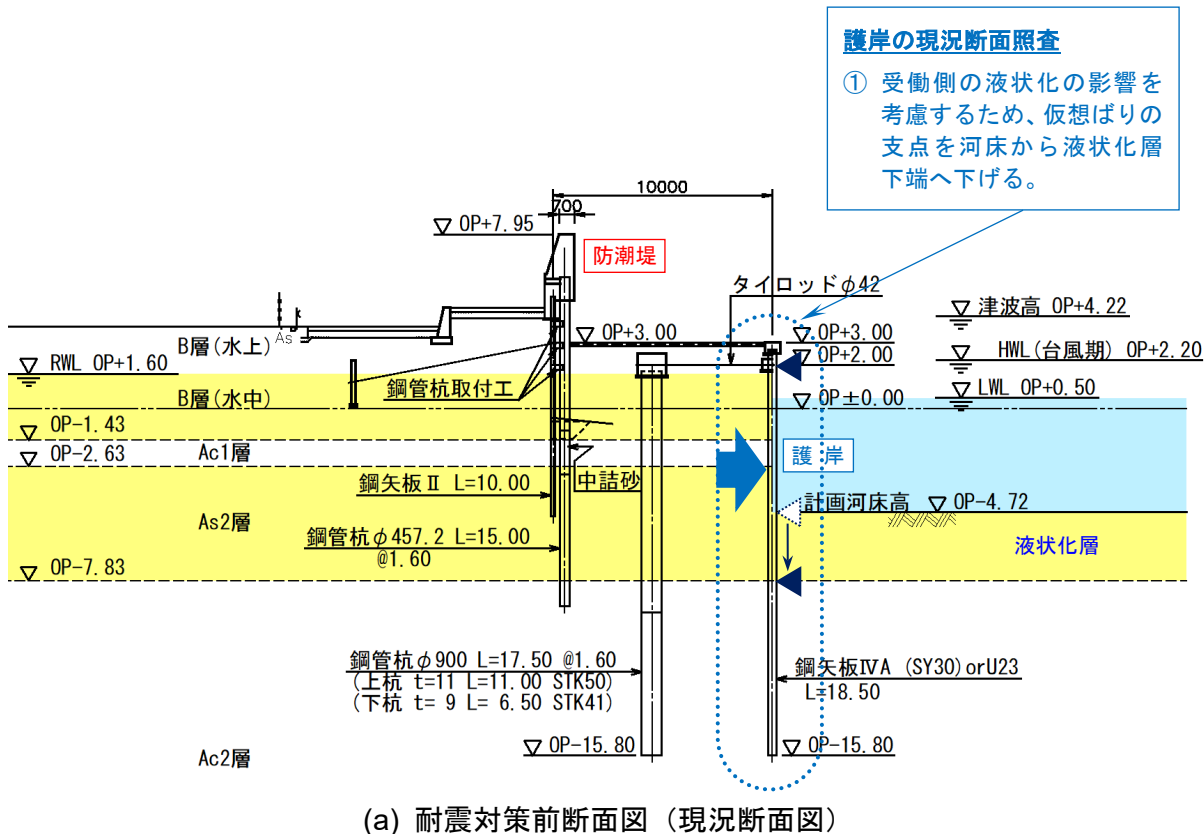 護岸の現況断面照査
① 受働側の液状化の影響を
考慮するため、仮想ばりの
支点を河床から液状化層
下端へ下げる。
10000
700
OP+7.95
防潮堤
タイロッドφ42
津波高 OP+4.22
As
B層(水上)
OP+3.00
OP+3.00
HWL(台風期) OP+2.20
RWL OP+1.60
OP+2.00
鋼管杭取付工
LWL OP+0.50
B層(水中)
OP±0.00
OP-1.43
Ac1層
護 岸
OP-2.63
中詰砂
鋼矢板Ⅱ L=10.00
計画河床高 OP-4.72
As2層
鋼管杭φ457.2 L=15.00
@1.60
液状化層
OP-7.83
鋼管杭φ900 L=17.50 @1.60
(上杭 t=11 L=11.00 STK50)
(下杭 t= 9 L= 6.50 STK41)
鋼矢板ⅣA (SY30)orU23
L=18.50
OP-15.80
OP-15.80
Ac2層
(a) 耐震対策前断面図（現況断面図）